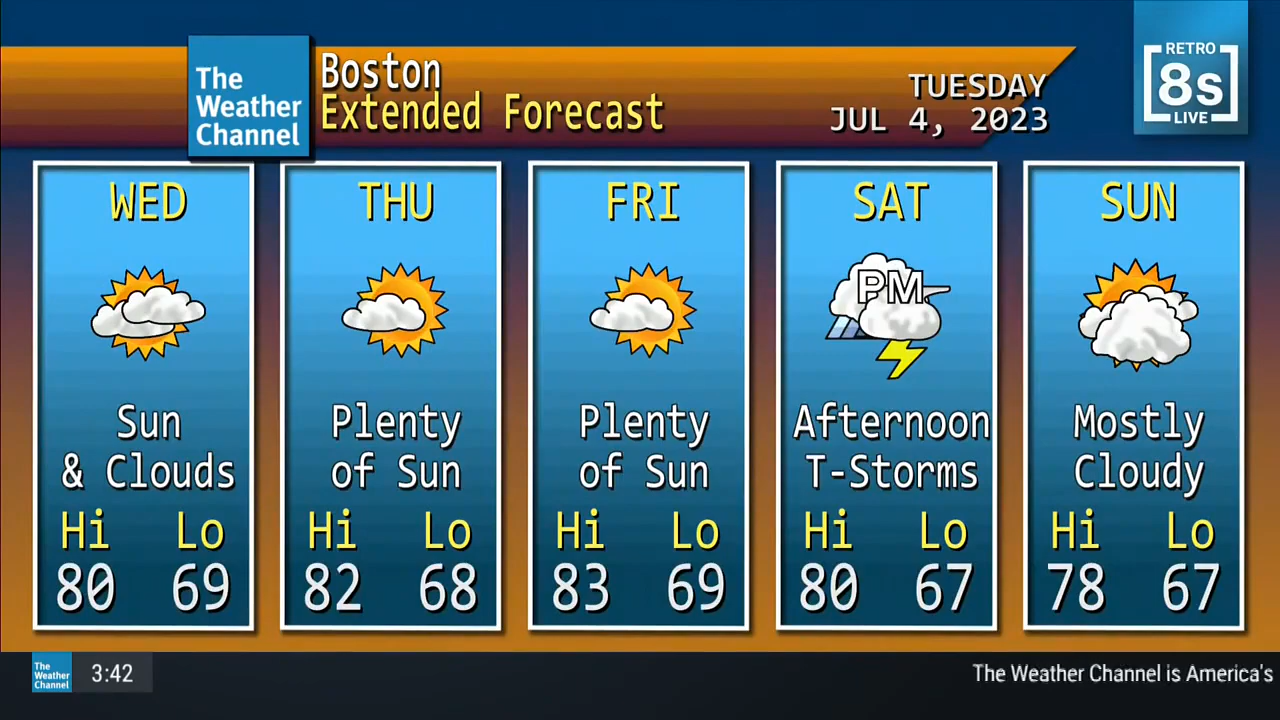 The
Weather
Channel
Boston
Extended Forecast
TUESDAY
JUL 4, 2023
RETRO
8s
LIVE
WED
Sun
& Clouds
Hi Lo
80 69
THU
Plenty
of Sun
Hi Lo
82 68
FRI
Plenty
of Sun
Hi Lo
83 69
SAT
PM
Afternoon
T-Storms
Hi Lo
80 67
SUN
Mostly
Cloudy
Hi Lo
78 67
The
Weather
Channel
3:42
The Weather Channel is America's